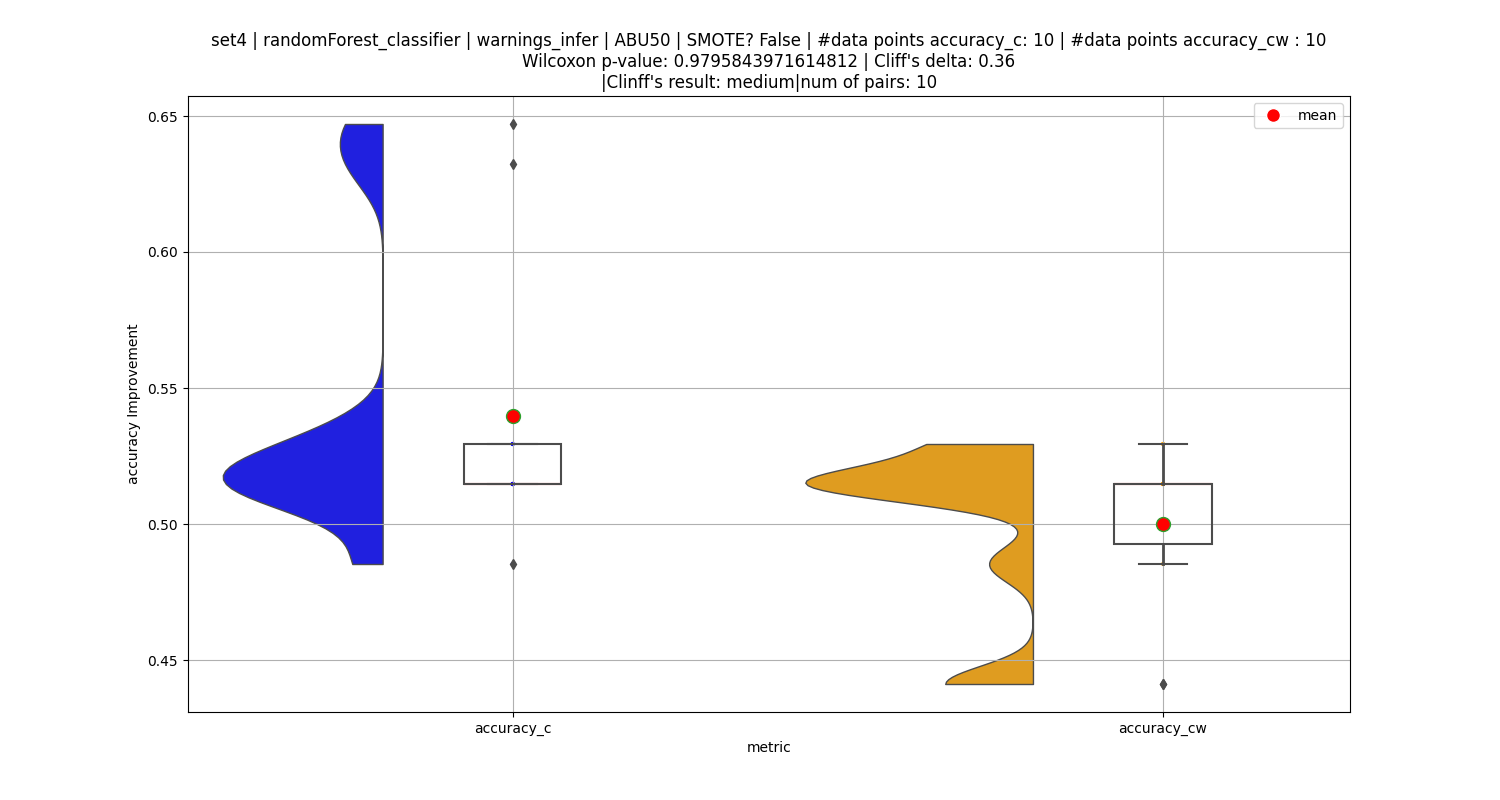 set4 | randomForest_classifier | warnings_infer | ABU50 | SMOTE? False | #data points accuracy_c: 10 | #data points accuracy_cw : 10
Wilcoxon p-value: 0.9795843971614812 | Cliff's delta: 0.36
|Clinff's result: medium|num of pairs: 10
mean
accuracy Improvement
0.65
0.60
0.55
0.50
0.45
accuracy_c
accuracy_cw
metric